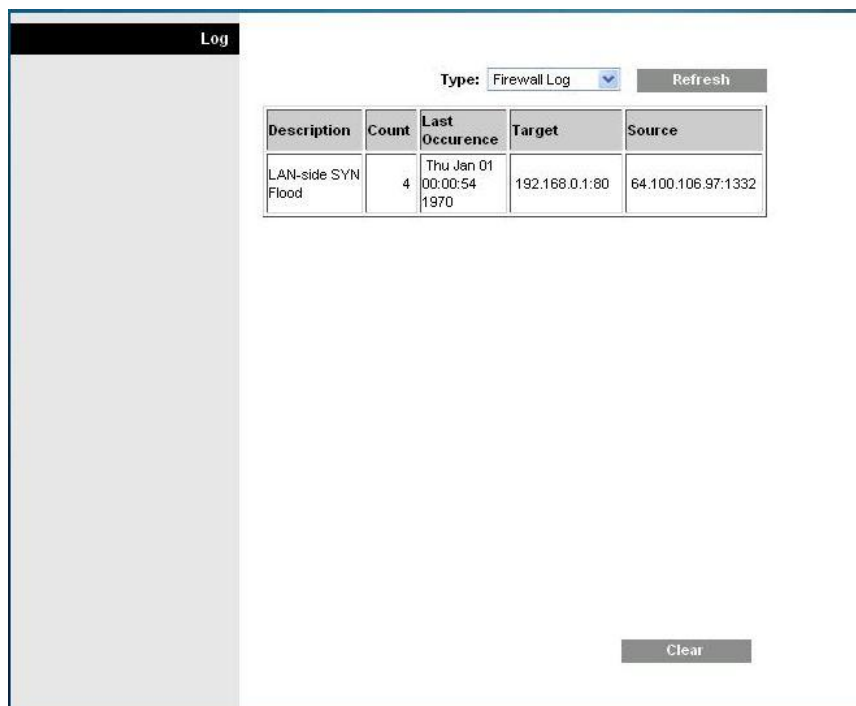 Log
Type: Firewall Log Refresh
Description Count Last Occurence Target Source
LAN-side SYN Flood 4 Thu Jan 01 00:00:54 1970 192.168.0.1:80 64.100.106.97:1332
Clear